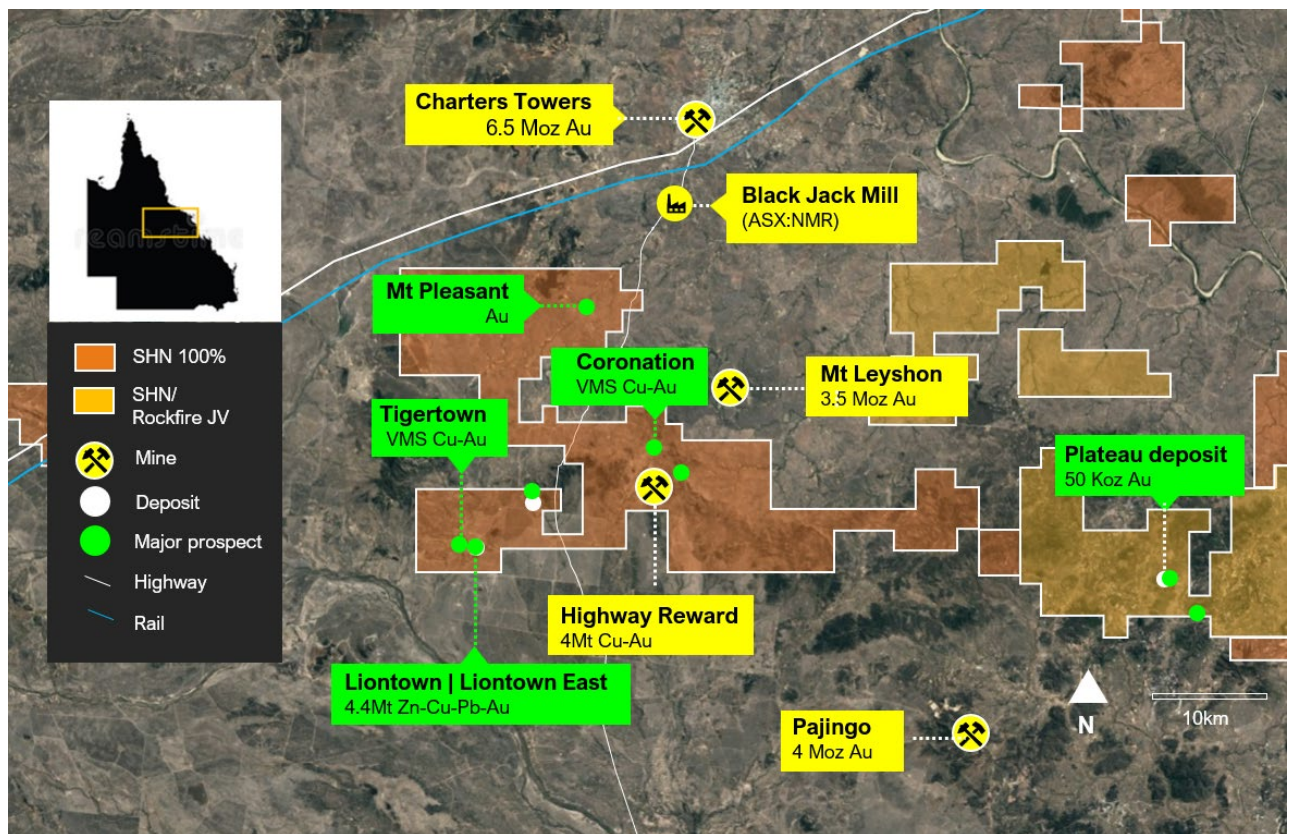 Charters Towers
6.5 Moz Au
Black Jack Mill
(ASX:NMR)
Mt Pleasant
Au
Coronation
VMS Cu-Au
Mt Leyshon
3.5 Moz Au
Tigertown
VMS Cu-Au
Plateau deposit
50 Koz Au
Highway Reward
4Mt Cu-Au
Liontown | Liontown East
4.4Mt Zn-Cu-Pb-Au
Pajingo
4 Moz Au
N
10km
SHN 100%
SHN/
Rockfire JV
Mine
Deposit
Major prospect
Highway
Rail